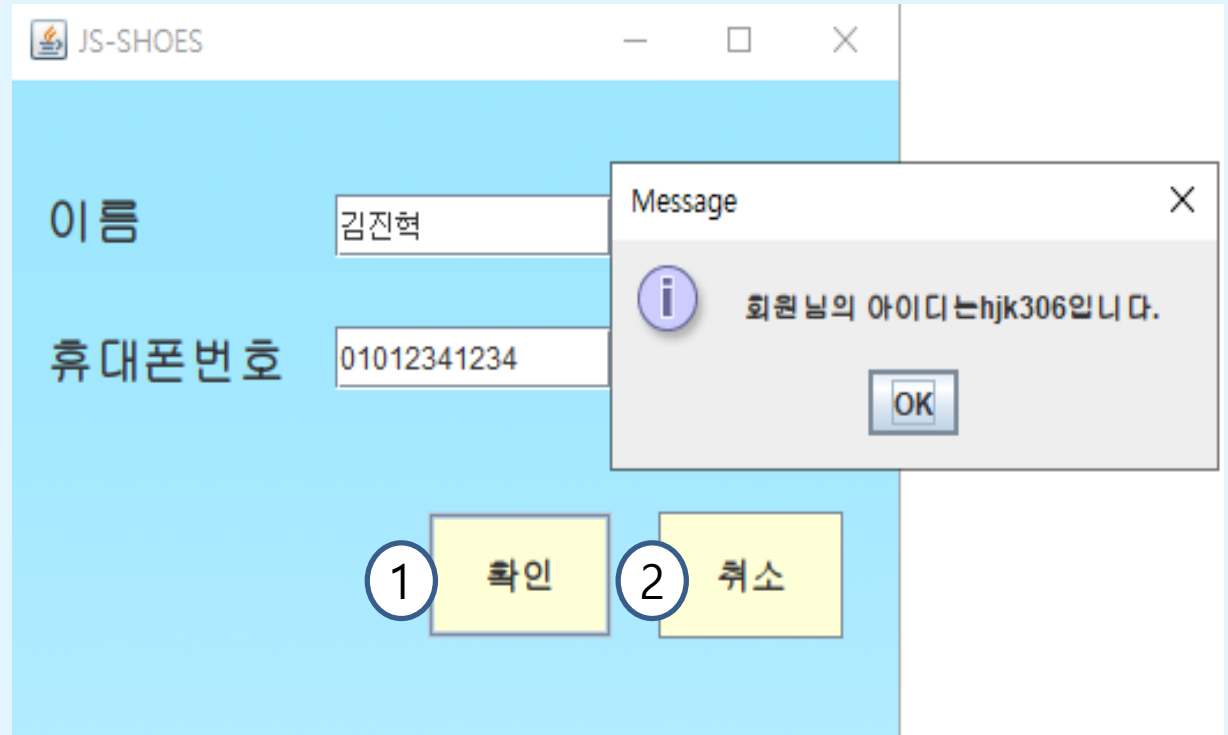 JS-SHOES
Message
이름
김진혁
회원님의 아이디는hjk306입니다.
휴대폰번호
01012341234
OK
1
확인
2
취소